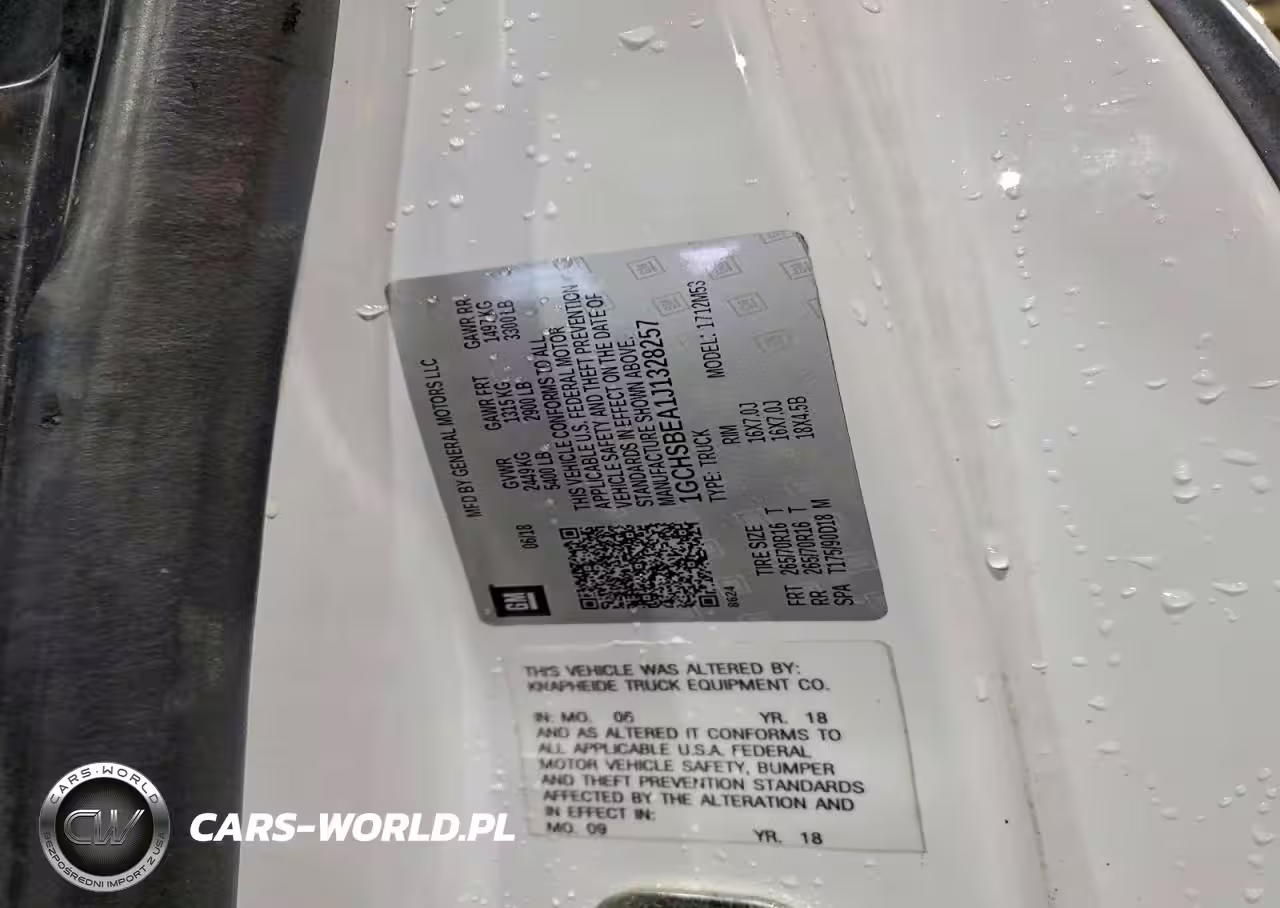 MFD BY GENERAL MOTORS LLC
GM
06/18
GVWR GAWR FRT GAWR RR
2449 KG 1315 KG 1497 KG
5400 LB 2900 LB 3300 LB
THIS VEHICLE CONFORMS TO ALL
APPLICABLE U.S. FEDERAL MOTOR
VEHICLE SAFETY AND THEFT PREVENTION
STANDARDS IN EFFECT ON THE DATE OF
MANUFACTURE SHOWN ABOVE.
1GCHSBEA1J1328257
TYPE: TRUCK MODEL: 1712M53
8624
TIRE SIZE RIM
FRT 265/70R16 T 16X7.0J
RR 265/70R16 T 16X7.0J
SPA T175/90D18 M 18X4.5B
THIS VEHICLE WAS ALTERED BY:
KNAPHEIDE TRUCK EQUIPMENT CO.
IN: MO. 06 YR. 18
AND AS ALTERED IT CONFORMS TO
ALL APPLICABLE U.S.A. FEDERAL
MOTOR VEHICLE SAFETY, BUMPER
AND THEFT PREVENTION STANDARDS
AFFECTED BY THE ALTERATION AND
IN EFFECT IN:
MO. 09 YR. 18
CARS-WORLD
CW
BEZPOŚREDNI IMPORT Z USA
CARS-WORLD.PL